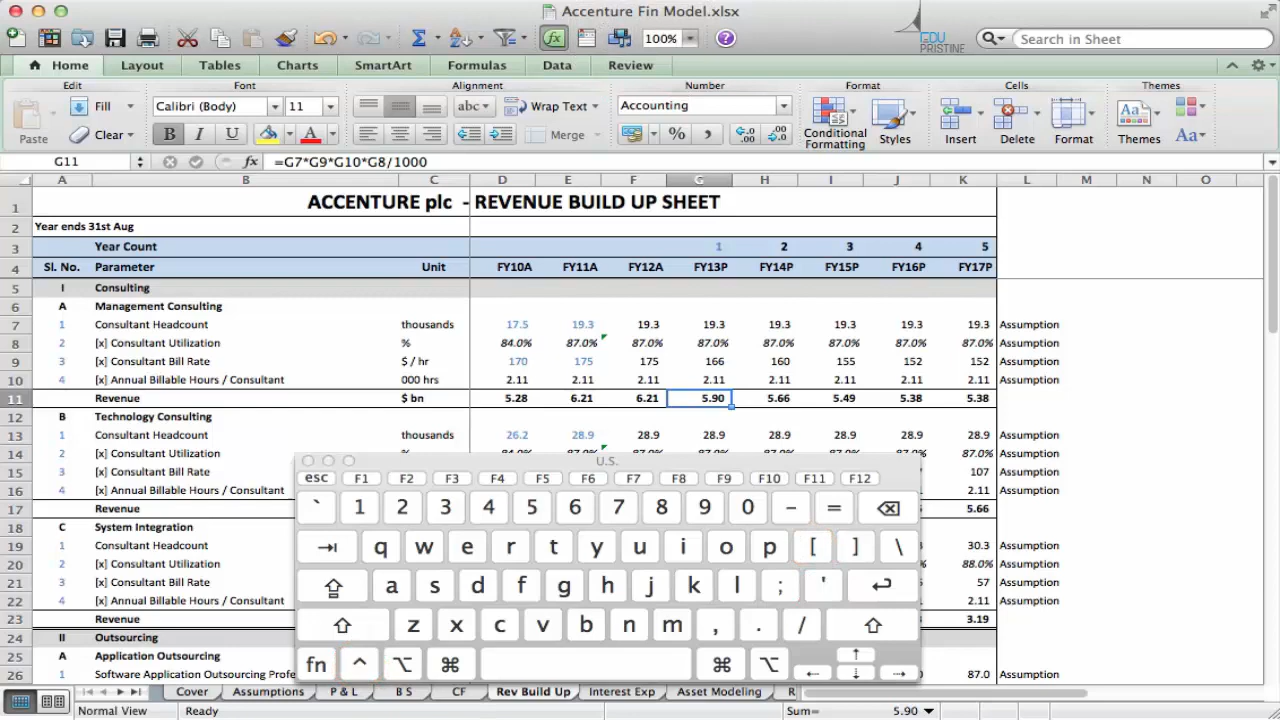 Accenture Fin Model.xlsx
100%
EDU PRISTINE
Search in Sheet
Home Layout Tables Charts SmartArt Formulas Data Review
Edit Font Alignment Number Format Cells Themes
Fill Calibri (Body) 11 abc Wrap Text Accounting
Paste Clear B I U A Merge % , Conditional Formatting Styles Insert Delete Format Themes Aa
G11 fx =G7*G9*G10*G8/1000
A B C D E F G H I J K L M N O
1 ACCENTURE plc - REVENUE BUILD UP SHEET
2 Year ends 31st Aug
3 Year Count 1 2 3 4 5
4 Sl. No. Parameter Unit FY10A FY11A FY12A FY13P FY14P FY15P FY16P FY17P
5 I Consulting
6 A Management Consulting
7 1 Consultant Headcount thousands 17.5 19.3 19.3 19.3 19.3 19.3 19.3 19.3 Assumption
8 2 [x] Consultant Utilization % 84.0% 87.0% 87.0% 87.0% 87.0% 87.0% 87.0% 87.0% Assumption
9 3 [x] Consultant Bill Rate $ / hr 170 175 175 166 160 155 152 152 Assumption
10 4 [x] Annual Billable Hours / Consultant 000 hrs 2.11 2.11 2.11 2.11 2.11 2.11 2.11 2.11 Assumption
11 Revenue $ bn 5.28 6.21 6.21 5.90 5.66 5.49 5.38 5.38
12 B Technology Consulting
13 1 Consultant Headcount thousands 26.2 28.9 28.9 28.9 28.9 28.9 28.9 28.9 Assumption
14 2 [x] Consultant Utilization 87.0% Assumption
15 3 [x] Consultant Bill Rate 107 Assumption
16 4 [x] Annual Billable Hours / Consultant 2.11 Assumption
17 Revenue 5.66
18 C System Integration
19 1 Consultant Headcount 30.3 Assumption
20 2 [x] Consultant Utilization 88.0% Assumption
21 3 [x] Consultant Bill Rate 57 Assumption
22 4 [x] Annual Billable Hours / Consultant 2.11 Assumption
23 Revenue 3.19
24 II Outsourcing
25 A Application Outsourcing
26 1 Software Application Outsourcing Profe 87.0 Assumption
U.S.
esc F1 F2 F3 F4 F5 F6 F7 F8 F9 F10 F11 F12
` 1 2 3 4 5 6 7 8 9 0 - =
q w e r t y u i o p [ ] \
a s d f g h j k l ; '
z x c v b n m , . /
fn ^ ⌥ ⌘ ⌘ ⌥
Cover Assumptions P & L B S CF Rev Build Up Interest Exp Asset Modeling R
Normal View Ready Sum= 5.90